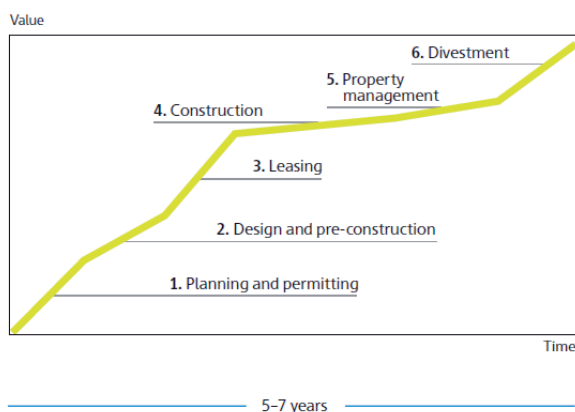 Value
6. Divestment
5. Property
management
4. Construction
3. Leasing
2. Design and pre-construction
1. Planning and permitting
Time
5–7 years